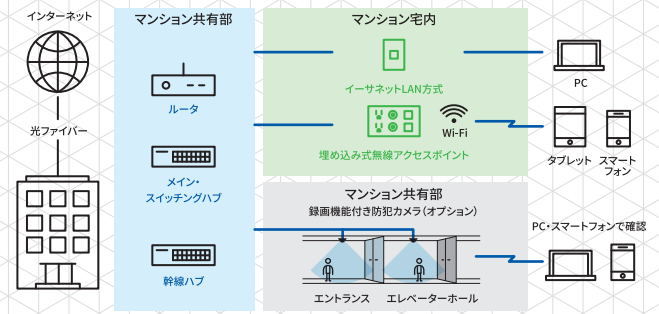 インターネット
光ファイバー
マンション共有部
ルータ
メイン・
スイッチングハブ
幹線ハブ
マンション宅内
イーサネットLAN方式
Wi-Fi
埋め込み式無線アクセスポイント
マンション共有部
録画機能付き防犯カメラ（オプション）
エントランス
エレベーターホール
PC
タブレット
スマート
フォン
PC・スマートフォンで確認